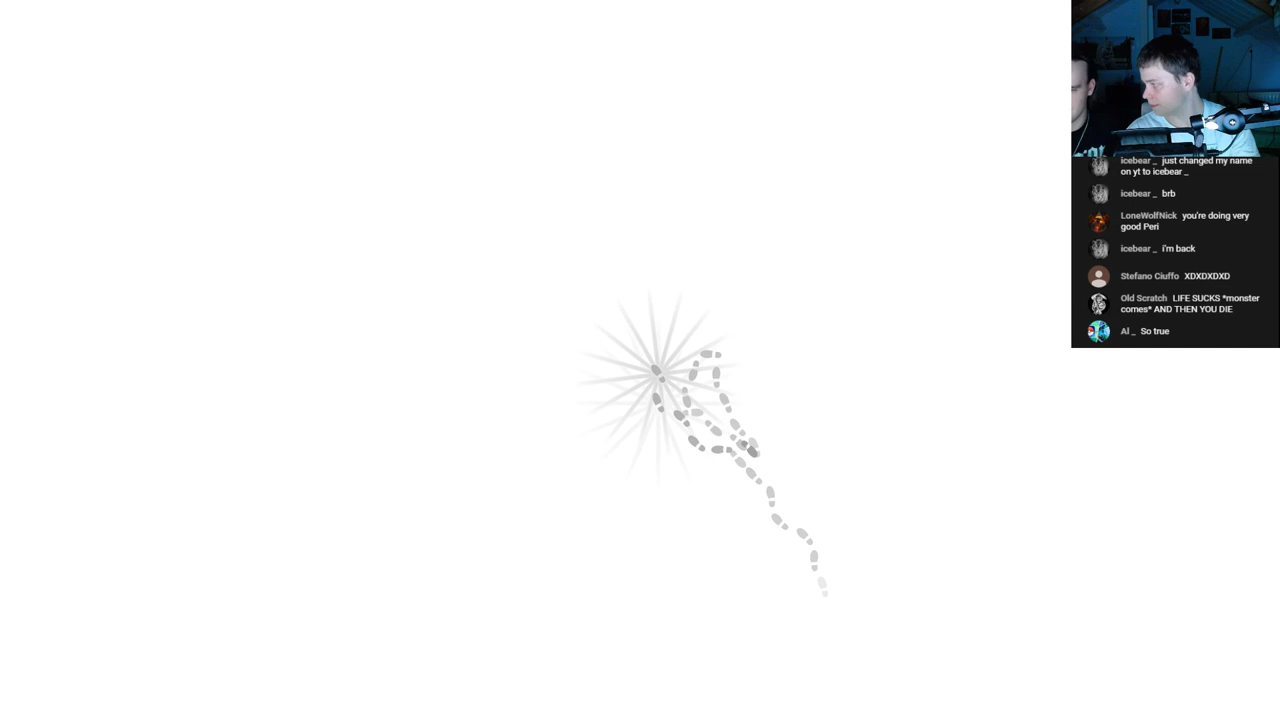 icebear _ just changed my name
on yt to icebear _
icebear _ brb
LoneWolfNick you're doing very
good Peri
icebear _ i'm back
Stefano Ciuffo XDXDXDXD
Old Scratch LIFE SUCKS *monster
comes* AND THEN YOU DIE
Al _ So true